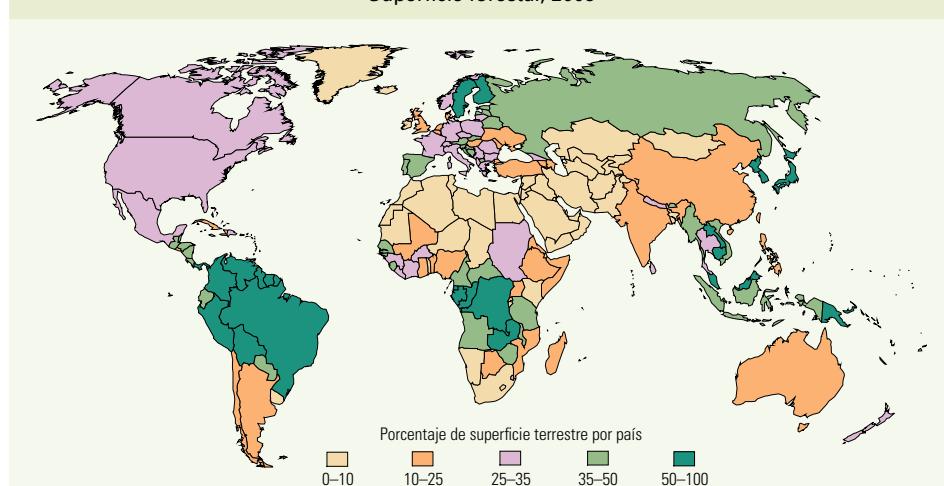 Porcentaje de superficie terrestre por país
0–10 10–25 25–35 35–50 50–100